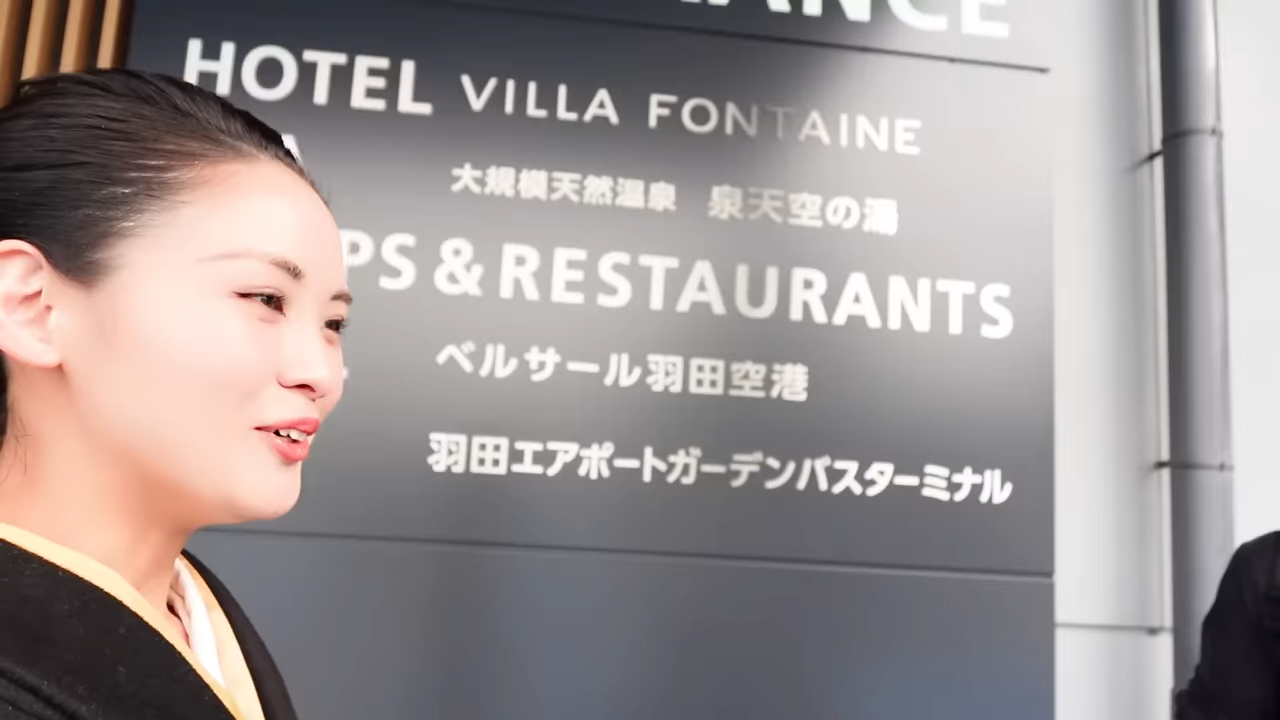 ANCE
HOTEL VILLA FONTAINE
大規模天然温泉 泉天空の湯
PS & RESTAURANTS
ベルサール羽田空港
羽田エアポートガーデンバスターミナル